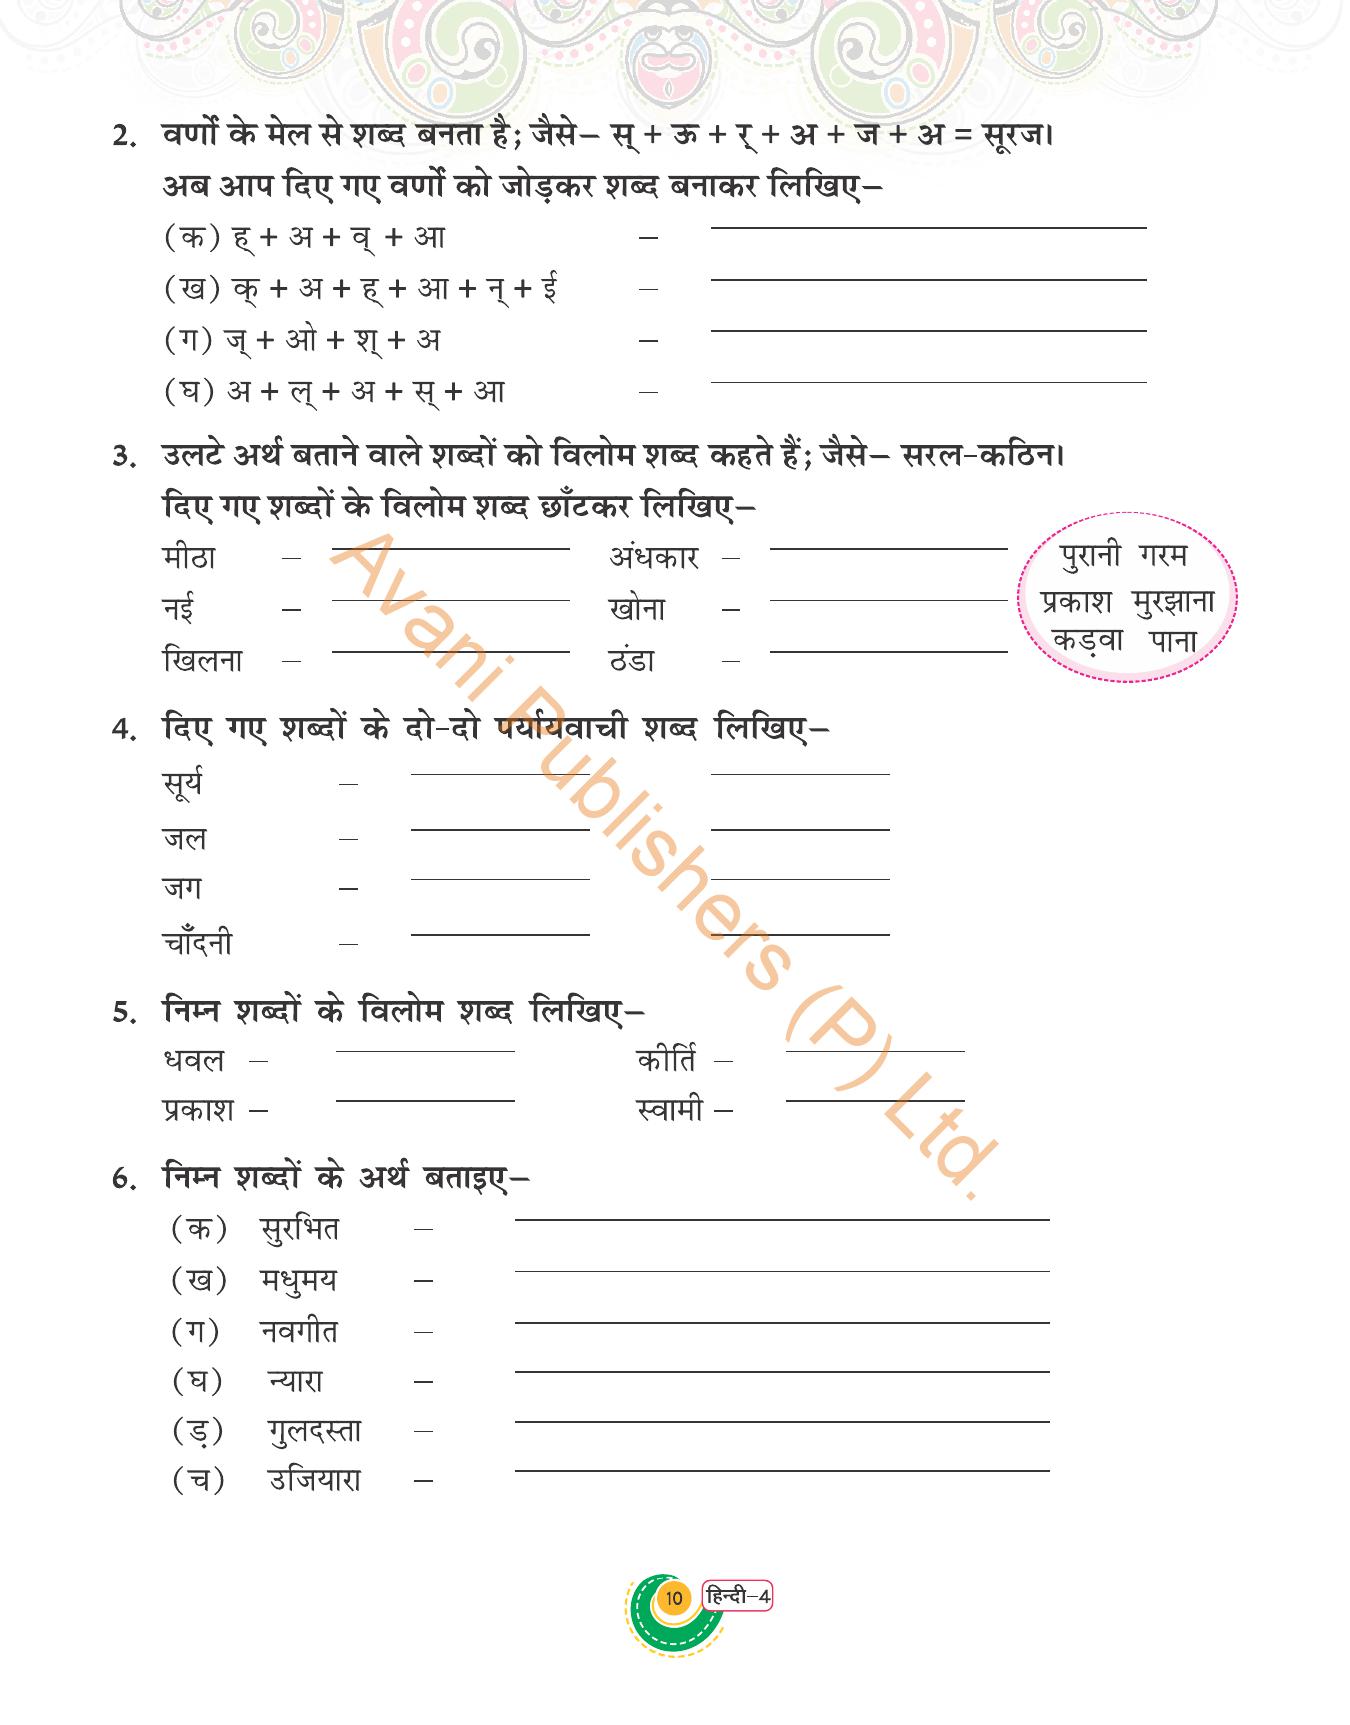 2. वर्णों के मेल से शब्द बनता है; जैसे– स् + ऊ + र् + अ + ज + अ = सूरज।
अब आप दिए गए वर्णों को जोड़कर शब्द बनाकर लिखिए–
(क) ह् + अ + व् + आ –
(ख) क् + अ + ह् + आ + न् + ई –
(ग) ज् + ओ + श् + अ –
(घ) अ + ल् + अ + स् + आ –
3. उलटे अर्थ बताने वाले शब्दों को विलोम शब्द कहते हैं; जैसे– सरल-कठिन।
दिए गए शब्दों के विलोम शब्द छाँटकर लिखिए–
मीठा – अंधकार –
नई – खोना –
खिलना – ठंडा –
पुरानी गरम
प्रकाश मुरझाना
कड़वा पाना
4. दिए गए शब्दों के दो-दो पर्यायवाची शब्द लिखिए–
सूर्य –
जल –
जग –
चाँदनी –
5. निम्न शब्दों के विलोम शब्द लिखिए–
धवल – कीर्ति –
प्रकाश – स्वामी –
6. निम्न शब्दों के अर्थ बताइए–
(क) सुरभित –
(ख) मधुमय –
(ग) नवगीत –
(घ) न्यारा –
(ड़) गुलदस्ता –
(च) उजियारा –
Avani Publishers (P) Ltd.
10 हिन्दी–4